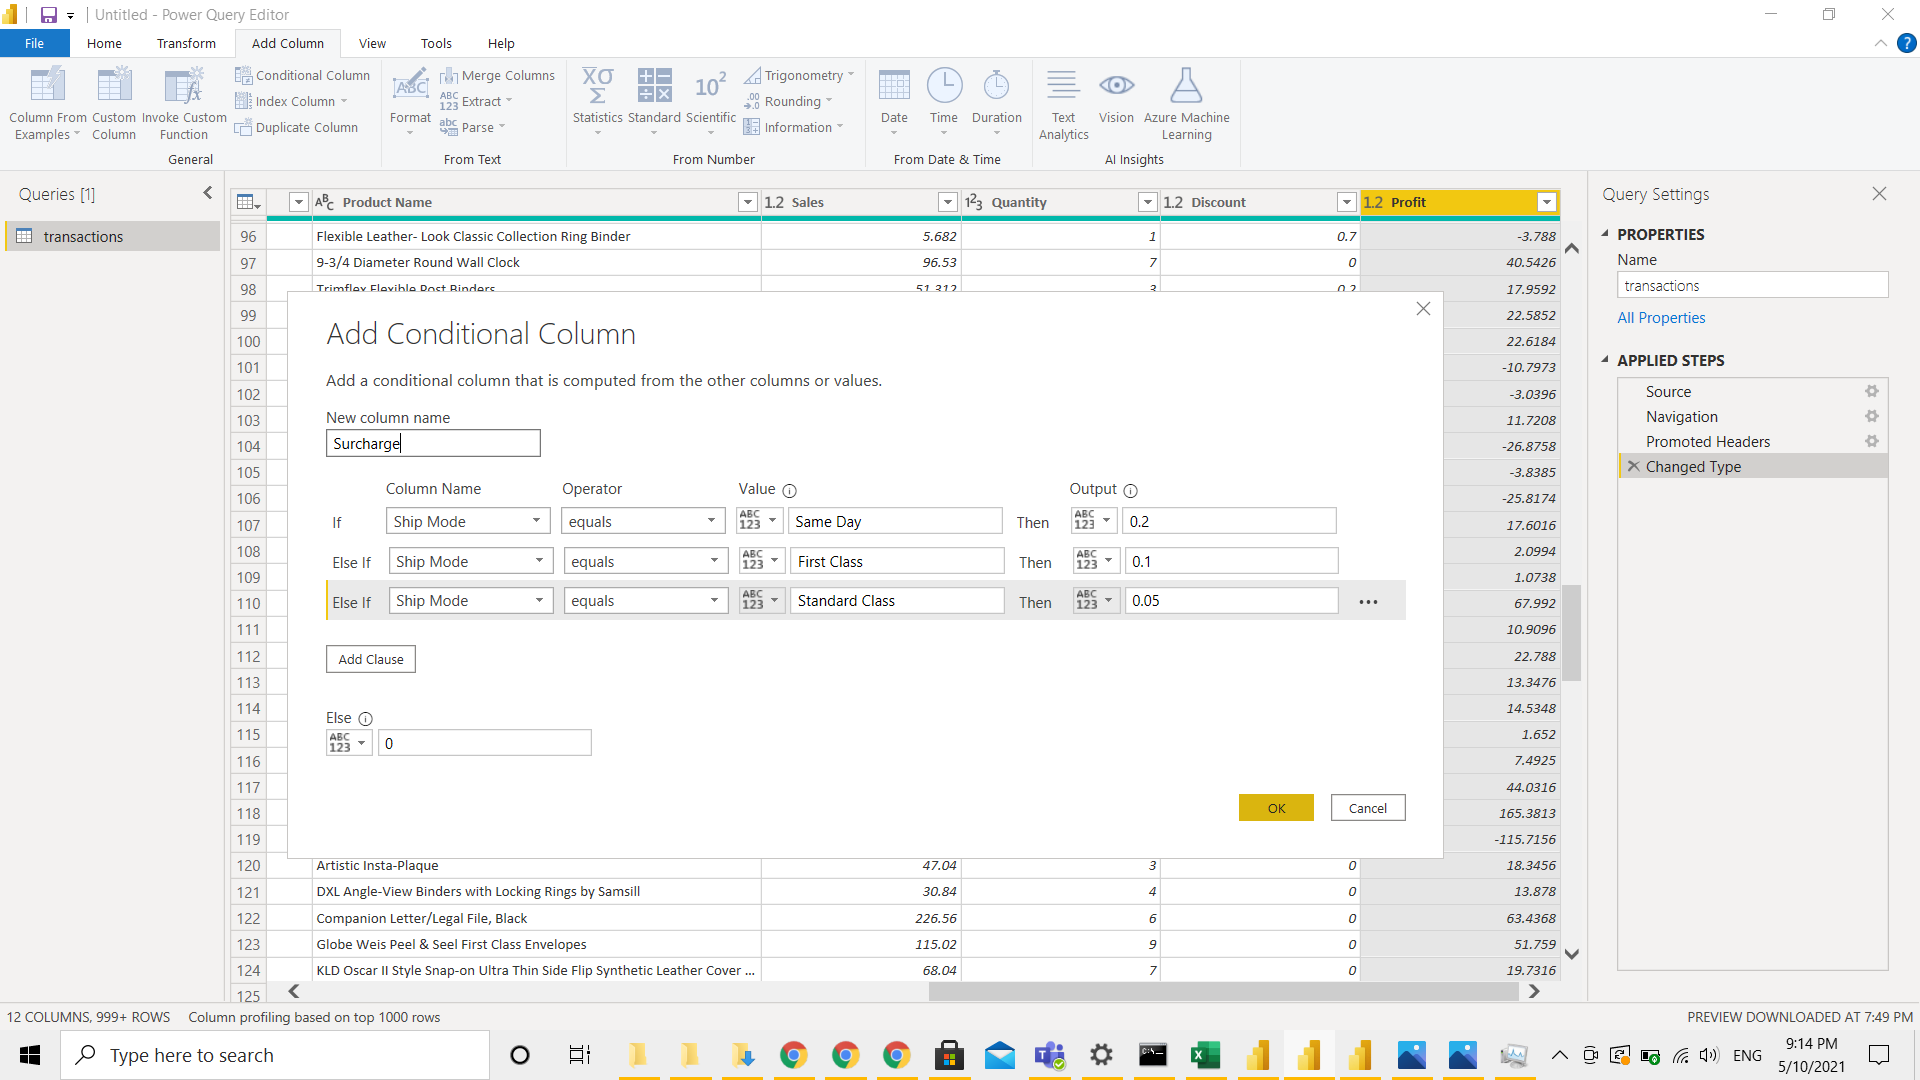 Untitled - Power Query Editor
File Home Transform Add Column View Tools Help
Column From Examples
Custom Column
Invoke Custom Function
Conditional Column
Index Column
Duplicate Column
General
Format
Merge Columns
Extract
Parse
From Text
Statistics
Standard
Scientific
Trigonometry
Rounding
Information
From Number
Date
Time
Duration
From Date & Time
Text Analytics
Vision
Azure Machine Learning
AI Insights
Queries [1]
transactions
Product Name 1.2 Sales 123 Quantity 1.2 Discount 1.2 Profit
96 Flexible Leather- Look Classic Collection Ring Binder 5.682 1 0.7 -3.788
97 9-3/4 Diameter Round Wall Clock 96.53 7 0 40.5426
98 Trimflex Flexible Post Binders 51.312 3 0.2 17.9592
99 22.5852
100 22.6184
101 -10.7973
102 -3.0396
103 11.7208
104 -26.8758
105 -3.8385
106 -25.8174
107 17.6016
108 2.0994
109 1.0738
110 67.992
111 10.9096
112 22.788
113 13.3476
114 14.5348
115 1.652
116 7.4925
117 44.0316
118 165.3813
119 -115.7156
120 Artistic Insta-Plaque 47.04 3 0 18.3456
121 DXL Angle-View Binders with Locking Rings by Samsill 30.84 4 0 13.878
122 Companion Letter/Legal File, Black 226.56 6 0 63.4368
123 Globe Weis Peel & Seel First Class Envelopes 115.02 9 0 51.759
124 KLD Oscar II Style Snap-on Ultra Thin Side Flip Synthetic Leather Cover ... 68.04 7 0 19.7316
125
Add Conditional Column
Add a conditional column that is computed from the other columns or values.
New column name
Surcharge
Column Name Operator Value Output
If Ship Mode equals ABC 123 Same Day Then ABC 123 0.2
Else If Ship Mode equals ABC 123 First Class Then ABC 123 0.1
Else If Ship Mode equals ABC 123 Standard Class Then ABC 123 0.05 ...
Add Clause
Else
ABC 123 0
OK Cancel
Query Settings
PROPERTIES
Name
transactions
All Properties
APPLIED STEPS
Source
Navigation
Promoted Headers
Changed Type
12 COLUMNS, 999+ ROWS Column profiling based on top 1000 rows
PREVIEW DOWNLOADED AT 7:49 PM
Type here to search
ENG
9:14 PM
5/10/2021